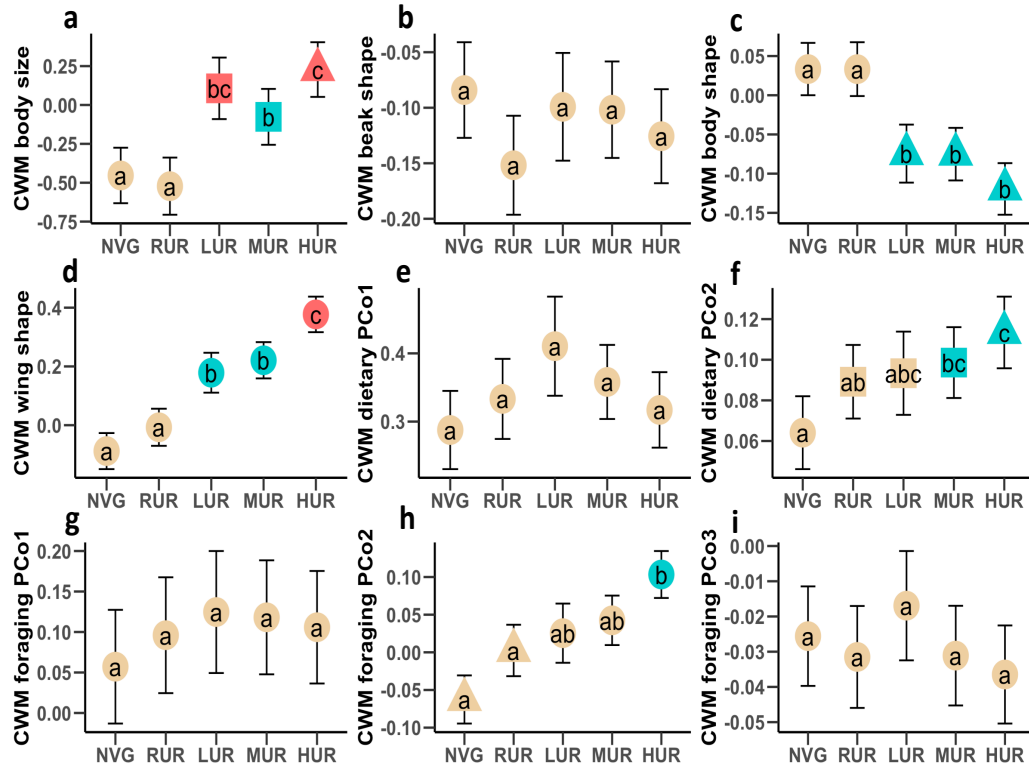 a
CWM body size
0.25
0.00
-0.25
-0.50
-0.75
a
a
bc
b
c
NVG RUR LUR MUR HUR
b
CWM beak shape
-0.05
-0.10
-0.15
-0.20
a
a
a
a
a
NVG RUR LUR MUR HUR
c
CWM body shape
0.05
0.00
-0.05
-0.10
-0.15
a
a
b
b
b
NVG RUR LUR MUR HUR
d
CWM wing shape
0.4
0.2
0.0
a
a
b
b
c
NVG RUR LUR MUR HUR
e
CWM dietary PCo1
0.4
0.3
a
a
a
a
a
NVG RUR LUR MUR HUR
f
CWM dietary PCo2
0.12
0.10
0.08
0.06
a
ab
abc
bc
c
NVG RUR LUR MUR HUR
g
CWM foraging PCo1
0.20
0.15
0.10
0.05
0.00
a
a
a
a
a
NVG RUR LUR MUR HUR
h
CWM foraging PCo2
0.10
0.05
0.00
-0.05
-0.10
a
a
ab
ab
b
NVG RUR LUR MUR HUR
i
CWM foraging PCo3
0.00
-0.01
-0.02
-0.03
-0.04
-0.05
a
a
a
a
a
NVG RUR LUR MUR HUR